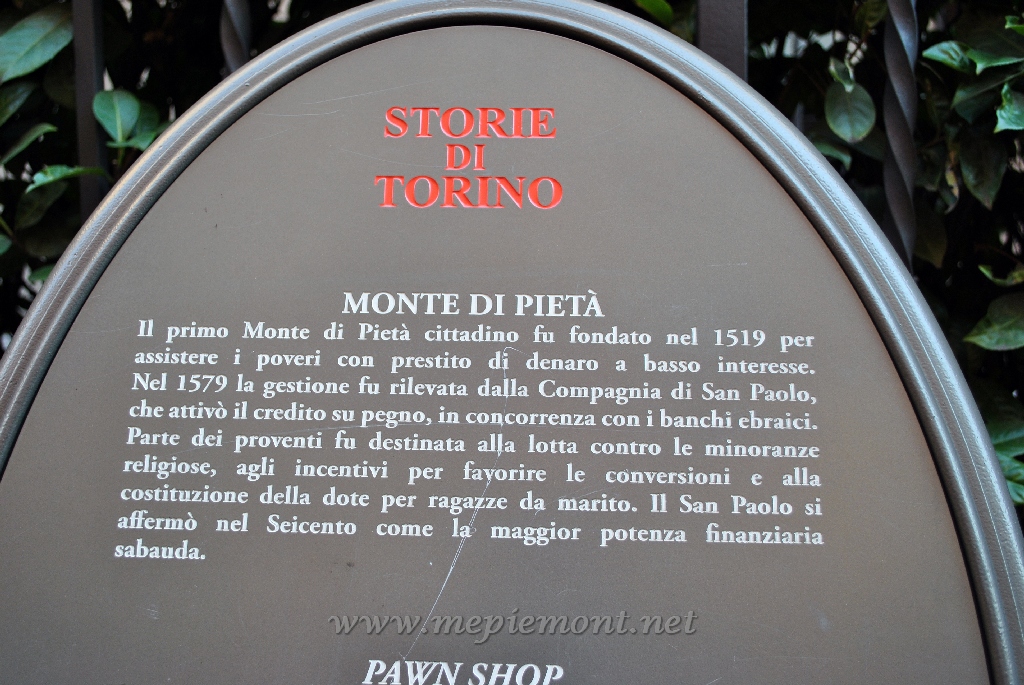 STORIE
DI
TORINO
MONTE DI PIETÀ
Il primo Monte di Pietà cittadino fu fondato nel 1519 per
assistere i poveri con prestito di denaro a basso interesse.
Nel 1579 la gestione fu rilevata dalla Compagnia di San Paolo,
che attivò il credito su pegno, in concorrenza con i banchi ebraici.
Parte dei proventi fu destinata alla lotta contro le minoranze
religiose, agli incentivi per favorire le conversioni e alla
costituzione della dote per ragazze da marito. Il San Paolo si
affermò nel Seicento come la maggior potenza finanziaria
sabauda.
www.mepiemont.net
PAWN SHOP